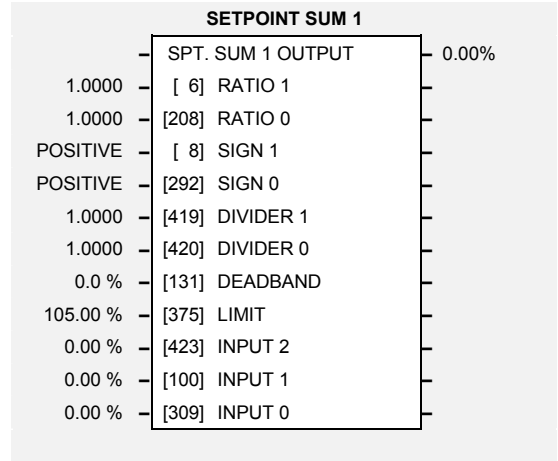 SETPOINT SUM 1
SPT. SUM 1 OUTPUT 0.00%
1.0000 [ 6] RATIO 1
1.0000 [208] RATIO 0
POSITIVE [ 8] SIGN 1
POSITIVE [292] SIGN 0
1.0000 [419] DIVIDER 1
1.0000 [420] DIVIDER 0
0.0 % [131] DEADBAND
105.00 % [375] LIMIT
0.00 % [423] INPUT 2
0.00 % [100] INPUT 1
0.00 % [309] INPUT 0